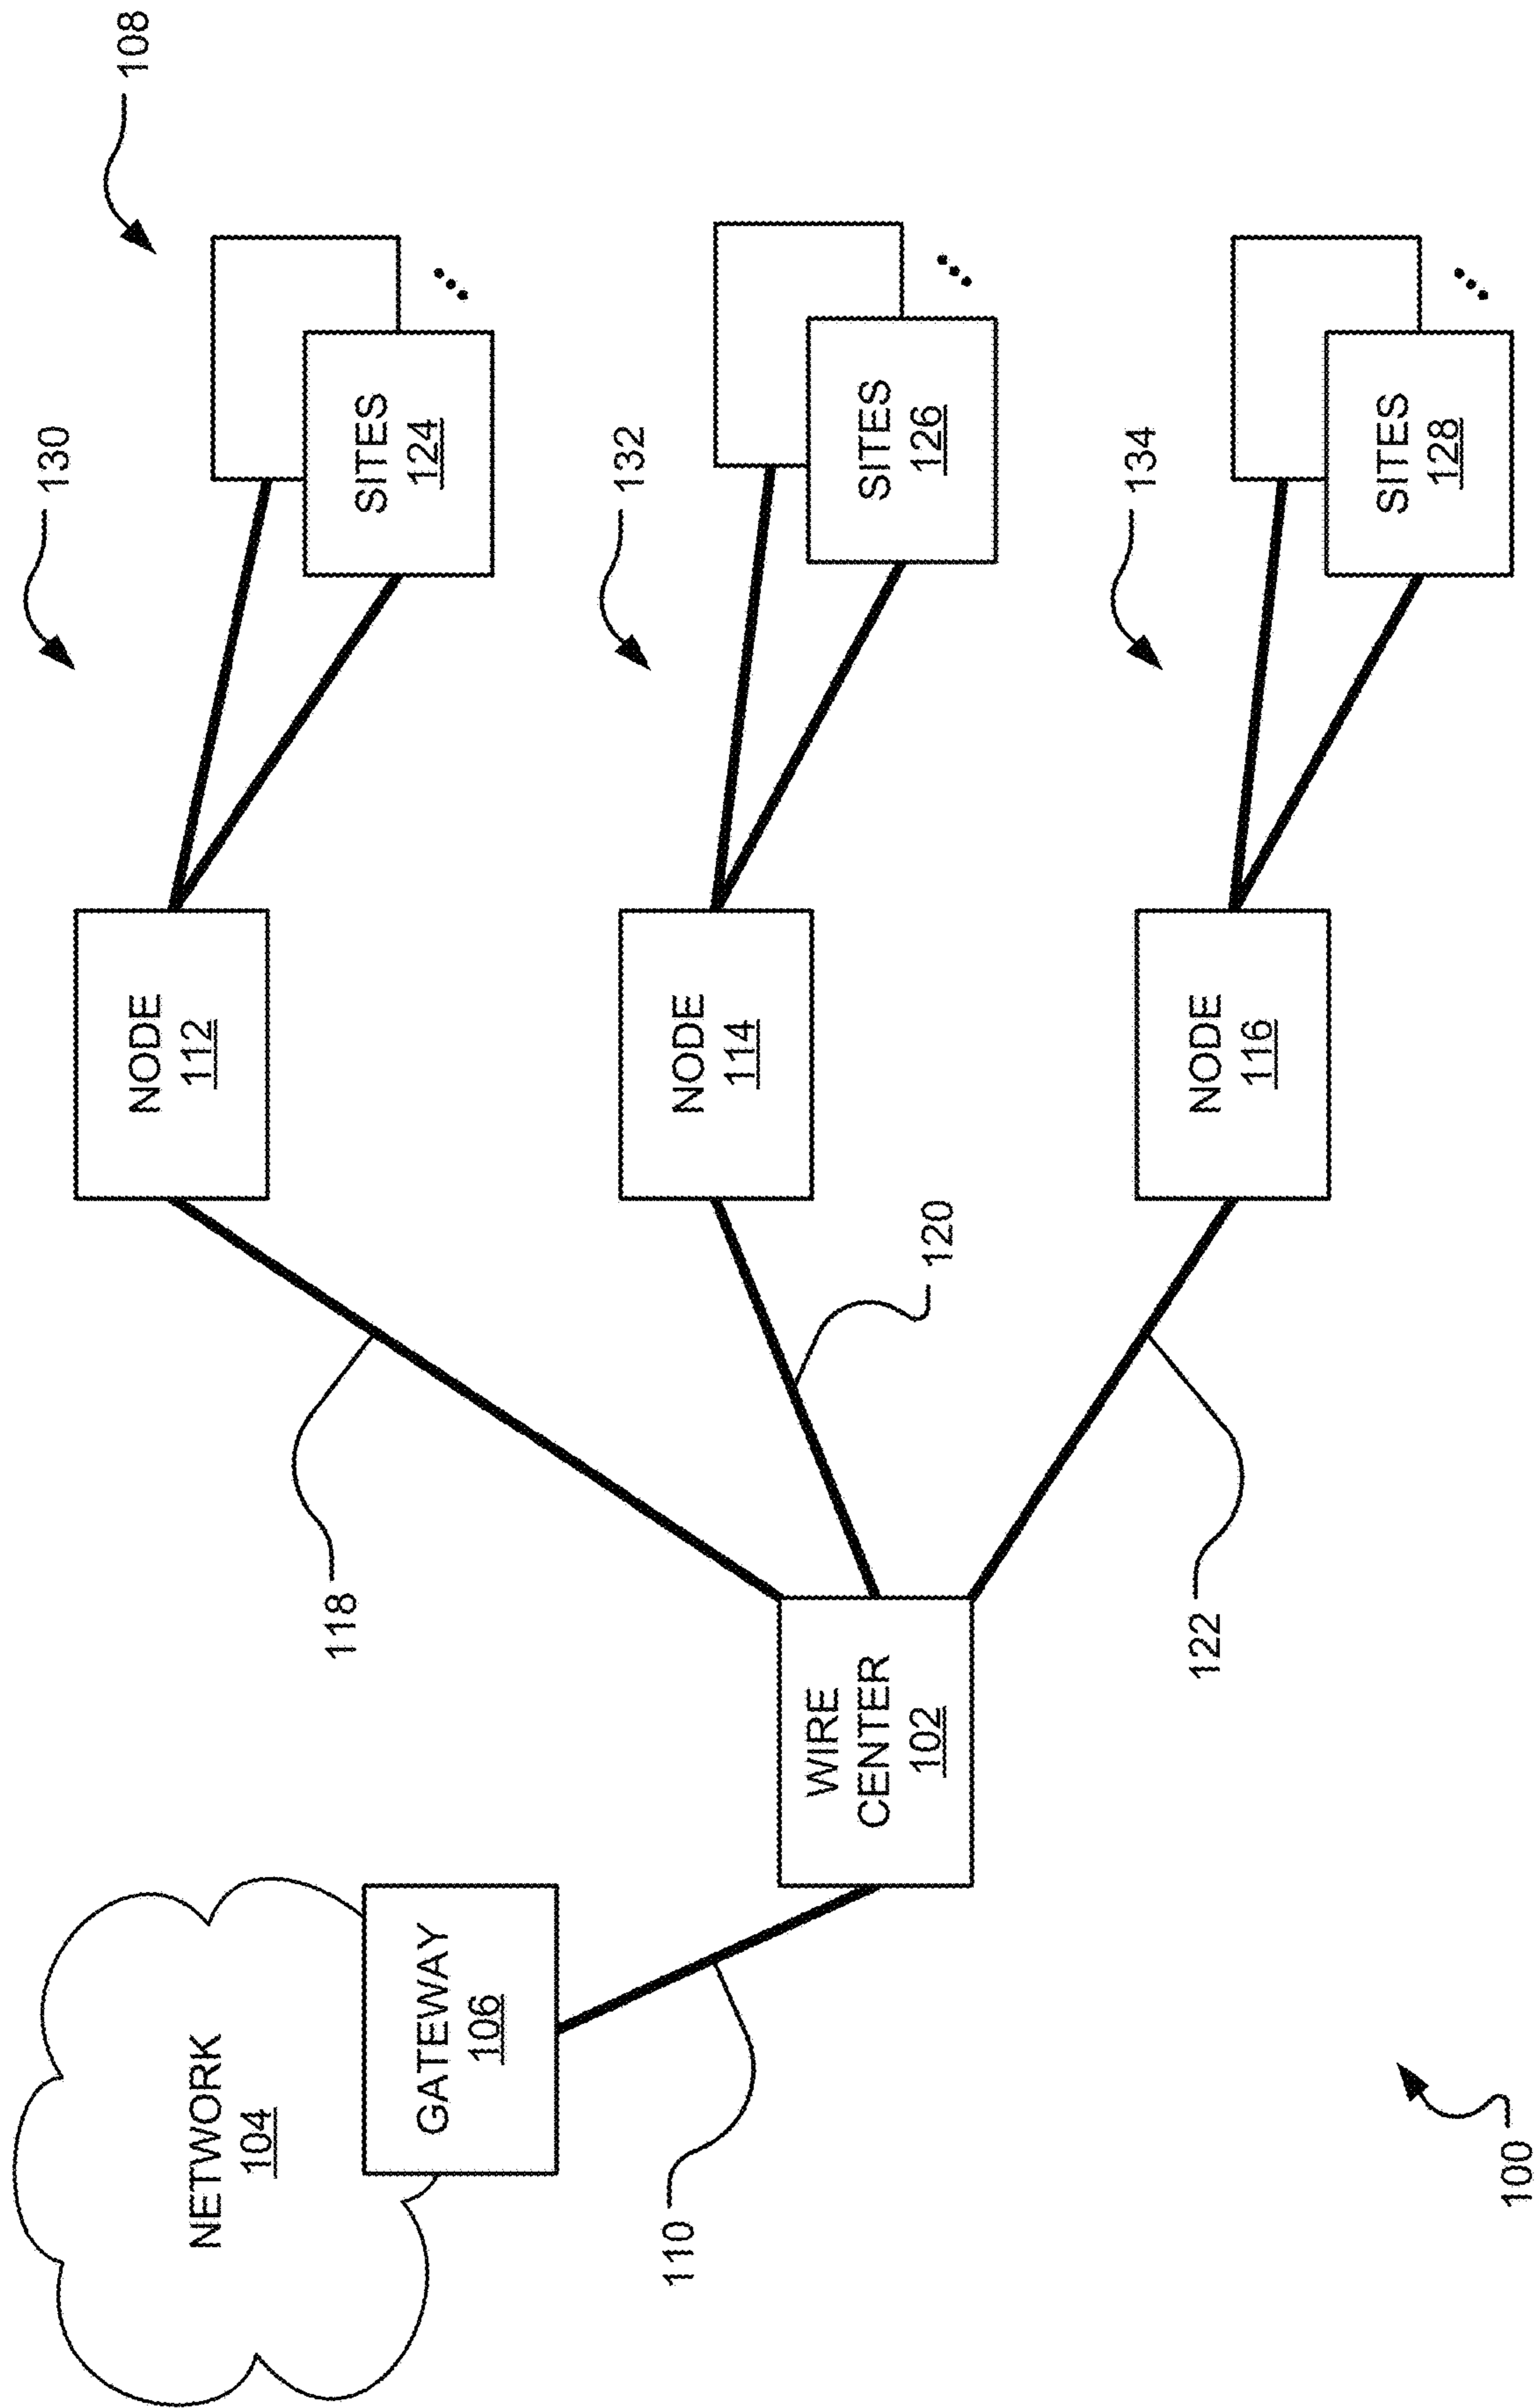 108
130
SITES
124
132
SITES
126
134
SITES
128
NODE
112
NODE
114
NODE
116
118
120
122
WIRE
CENTER
102
NETWORK
104
GATEWAY
106
110
100